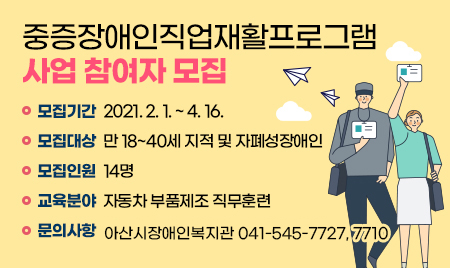 중증장애인직업재활프로그램
사업 참여자 모집
모집기간 2021. 2. 1. ~ 4. 16.
모집대상 만 18~40세 지적 및 자폐성장애인
모집인원 14명
교육분야 자동차 부품제조 직무훈련
문의사항 아산시장애인복지관 041-545-7727, 7710